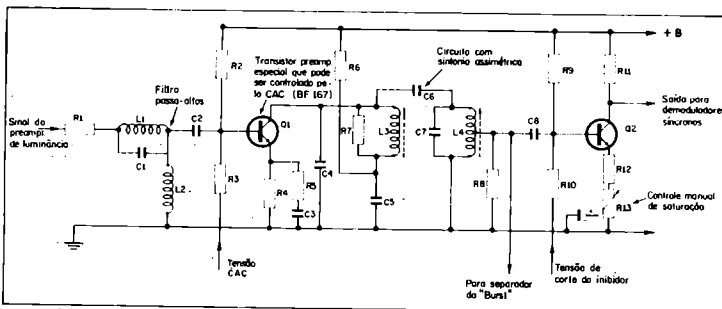 + B
R2
Transistor preamp
especial que pode
ser controlado pe-
lo CAC (BF 167)
R6
Circuito com
sintonia assimétrica
R9
R11
Filtro
passa-altas
C6
Saída para
demoduladores
síncronos
Sinal do
preampl
de luminância
R1
L1
C2
Q1
R7
L3
C7
L4
C8
Q2
C1
L2
R3
R4
R5
C3
C4
C5
R8
R10
R12
R13
Controle manual
de saturação
+
Tensão
CAC
Para separador
do "Burst"
Tensão de
corte do inibidor